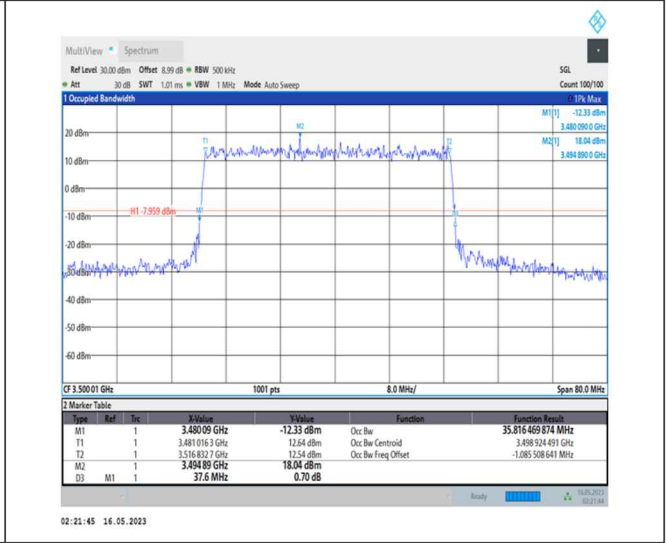 MultiView Spectrum
Ref Level 30.00 dBm Offset 8.99 dB RBW 500 kHz SGL
Att 30 dB SWT 1.01 ms VBW 1 MHz Mode Auto Sweep Count 100/100
1 Occupied Bandwidth 1Pk Max
M1[1] -12.33 dBm
3.480 090 0 GHz
M2[1] 18.04 dBm
3.494 890 0 GHz
M2
T1
T2
20 dBm
10 dBm
0 dBm
H1 -7.959 dBm
M1
-10 dBm
-20 dBm
-30 dBm
-40 dBm
-50 dBm
-60 dBm
CF 3.500 01 GHz 1001 pts 8.0 MHz/ Span 80.0 MHz
2 Marker Table
Type Ref Trc X-Value Y-Value Function Function Result
M1 1 3.480 09 GHz -12.33 dBm Occ Bw 35.816 469 874 MHz
T1 1 3.481 016 3 GHz 12.64 dBm Occ Bw Centroid 3.498 924 491 GHz
T2 1 3.516 832 7 GHz 12.54 dBm Occ Bw Freq Offset -1.085 508 641 MHz
M2 1 3.494 89 GHz 18.04 dBm
D3 M1 1 37.6 MHz 0.70 dB
Ready 16.05.2023
02:21:44
02:21:45 16.05.2023